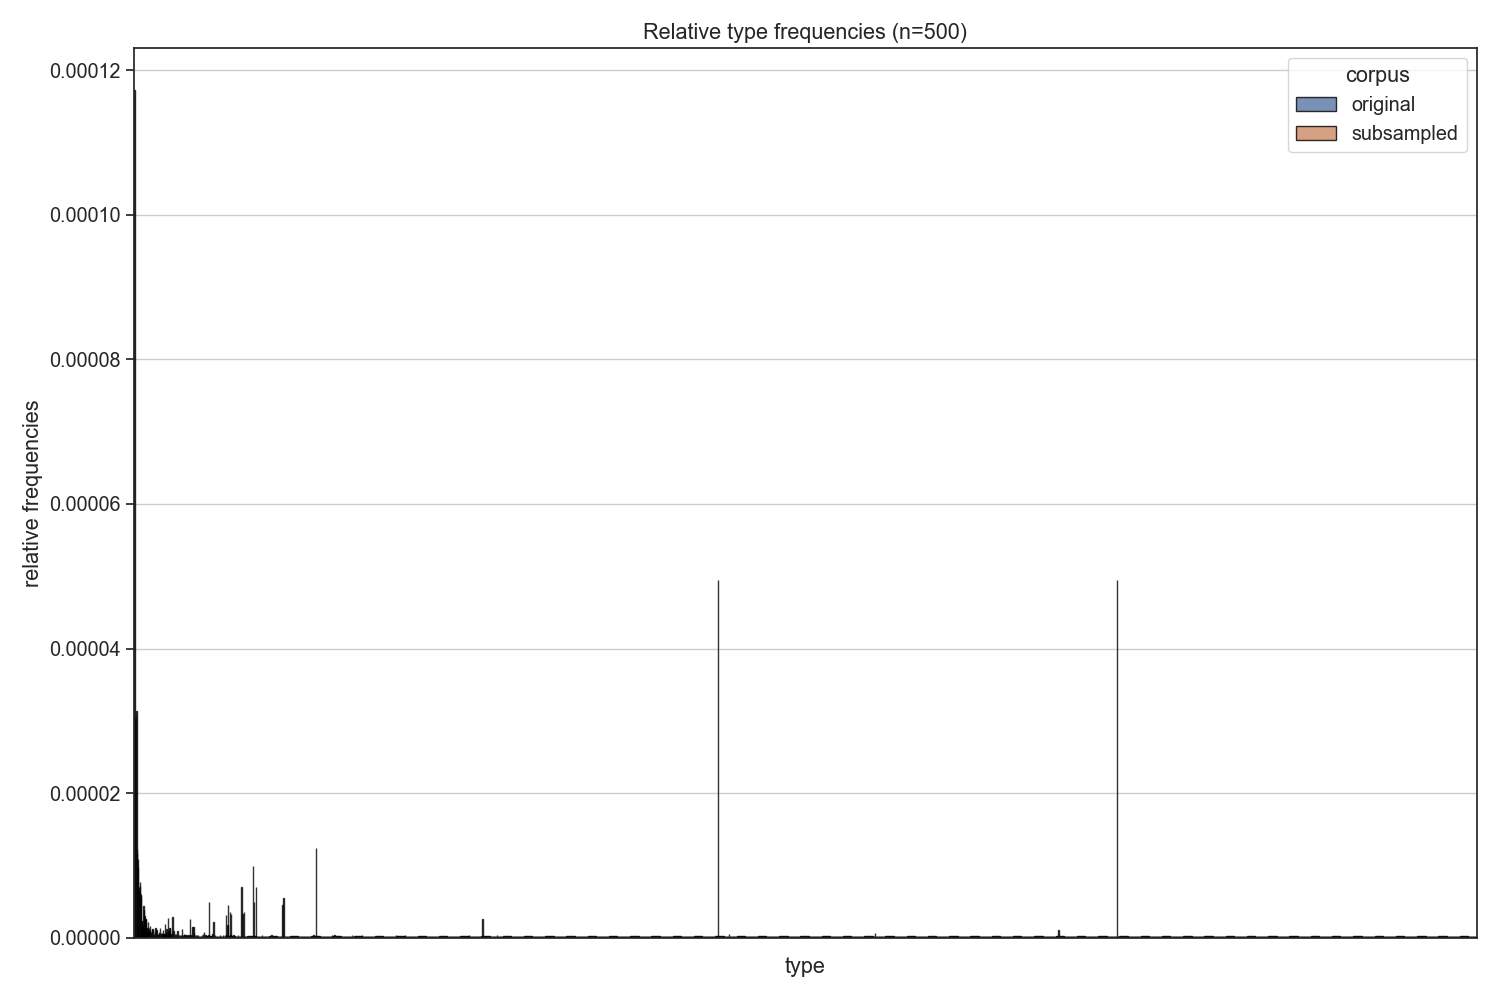 Relative type frequencies (n=500)
corpus
original
subsampled
0.00012
0.00010
0.00008
0.00006
0.00004
0.00002
0.00000
relative frequencies
type